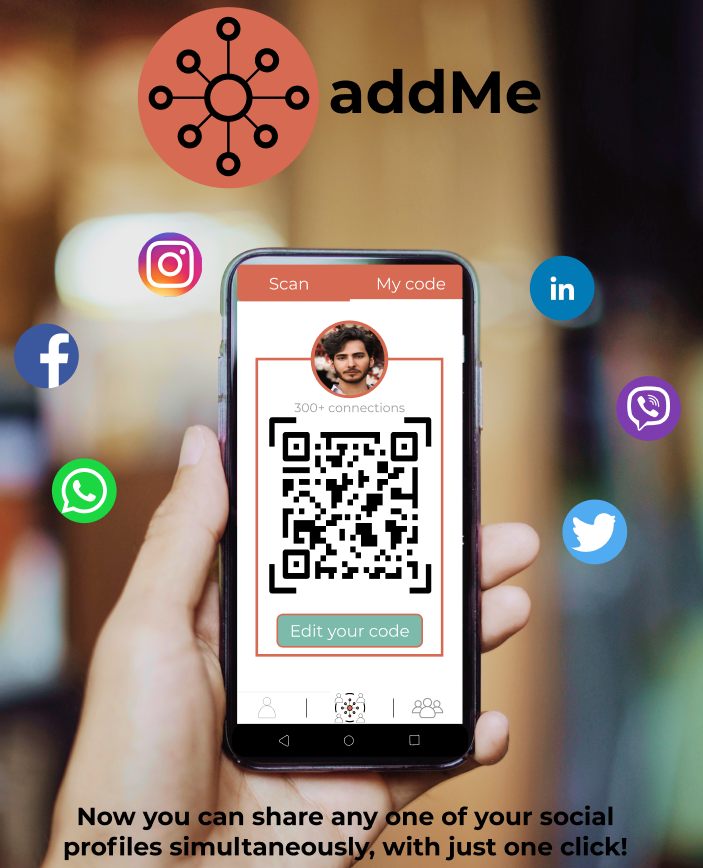 addMe
Scan
My code
300+ connections
Edit your code
in
Now you can share any one of your social
profiles simultaneously, with just one click!